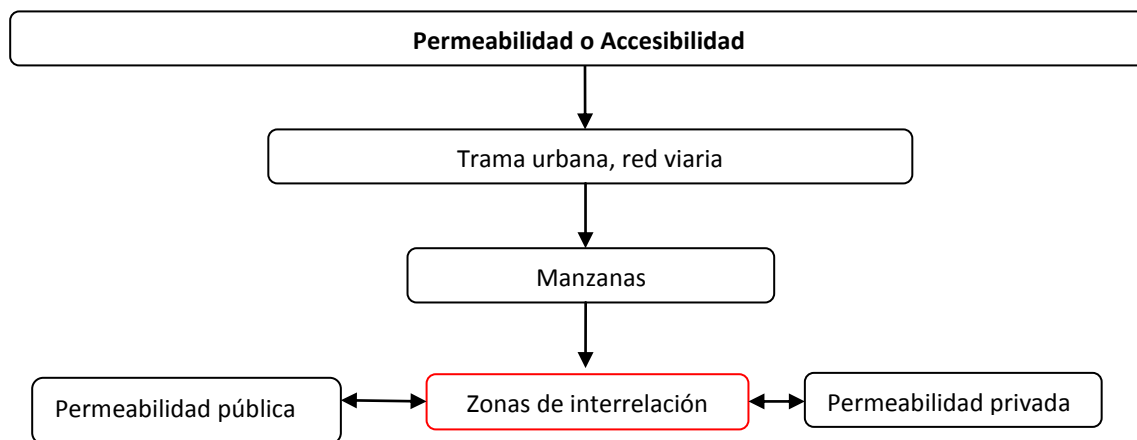 Permeabilidad o Accesibilidad
Trama urbana, red viaria
Manzanas
Permeabilidad pública
Zonas de interrelación
Permeabilidad privada